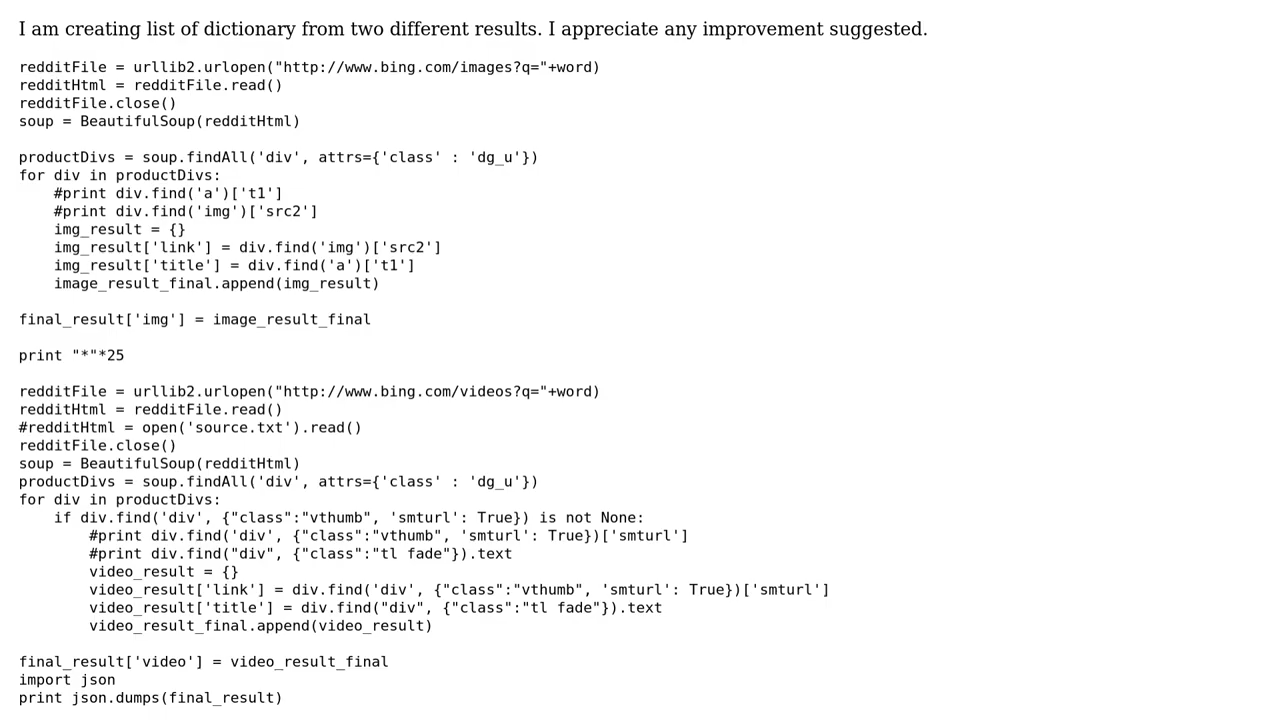 I am creating list of dictionary from two different results. I appreciate any improvement suggested.
redditFile = urllib2.urlopen("http://www.bing.com/images?q="+word)
redditHtml = redditFile.read()
redditFile.close()
soup = BeautifulSoup(redditHtml)
productDivs = soup.findAll('div', attrs={'class' : 'dg_u'})
for div in productDivs:
    #print div.find('a')['t1']
    #print div.find('img')['src2']
    img_result = {}
    img_result['link'] = div.find('img')['src2']
    img_result['title'] = div.find('a')['t1']
    image_result_final.append(img_result)
final_result['img'] = image_result_final
print "*"*25
redditFile = urllib2.urlopen("http://www.bing.com/videos?q="+word)
redditHtml = redditFile.read()
#redditHtml = open('source.txt').read()
redditFile.close()
soup = BeautifulSoup(redditHtml)
productDivs = soup.findAll('div', attrs={'class' : 'dg_u'})
for div in productDivs:
    if div.find('div', {"class":"vthumb", 'smturl': True}) is not None:
        #print div.find('div', {"class":"vthumb", 'smturl': True})['smturl']
        #print div.find("div", {"class":"tl fade"}).text
        video_result = {}
        video_result['link'] = div.find('div', {"class":"vthumb", 'smturl': True})['smturl']
        video_result['title'] = div.find("div", {"class":"tl fade"}).text
        video_result_final.append(video_result)
final_result['video'] = video_result_final
import json
print json.dumps(final_result)